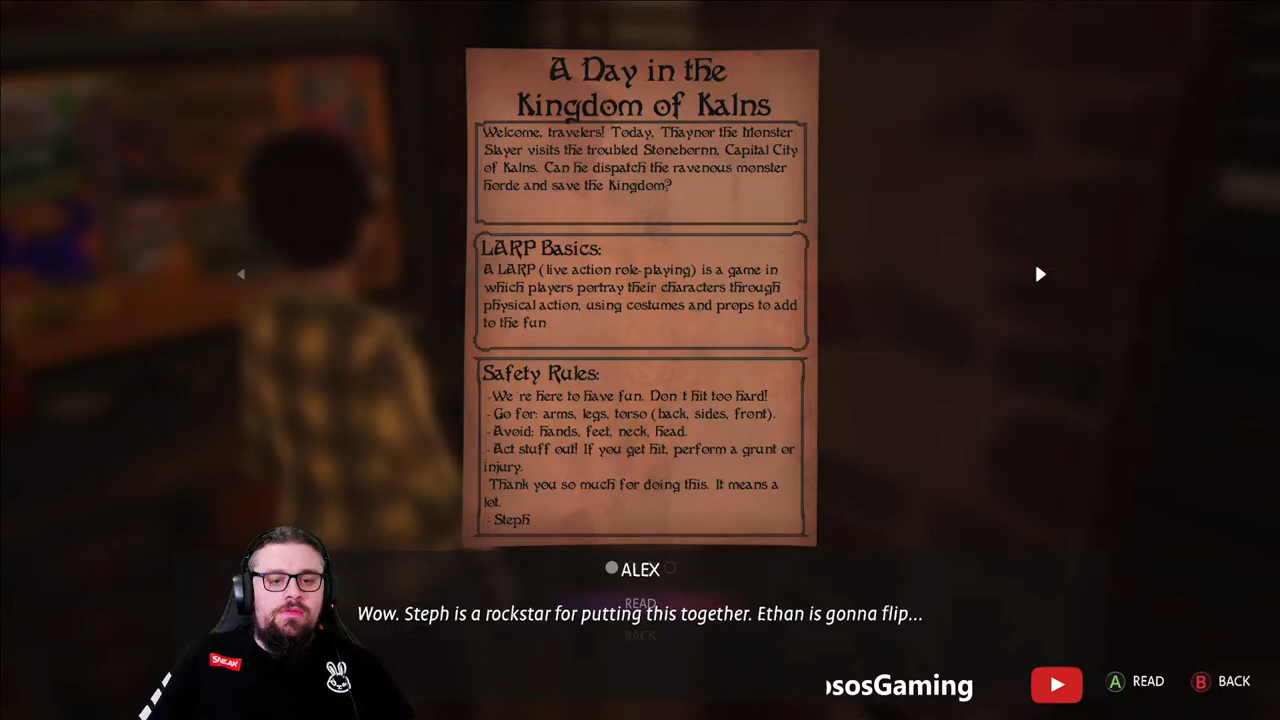 A Day in the
Kingdom of Kalns
Welcome, travelers! Today, Thaynor the Monster
Slayer visits the troubled Stonebornn, Capital City
of Kalns. Can he dispatch the ravenous monster
horde and save the Kingdom?
LARP Basics:
A LARP (live action role-playing) is a game in
which players portray their characters through
physical action, using costumes and props to add
to the fun
Safety Rules:
-We re here to have fun. Don t hit too hard!
- Go for: arms, legs, torso (back, sides, front).
- Avoid: hands, feet, neck, head.
- Act stuff out! If you get hit, perform a grunt or
injury.
Thank you so much for doing this. It means a
lot.
- Steph
ALEX
READ
Wow. Steph is a rockstar for putting this together. Ethan is gonna flip...
BACK
SNEAK
ososGaming
A READ
B BACK